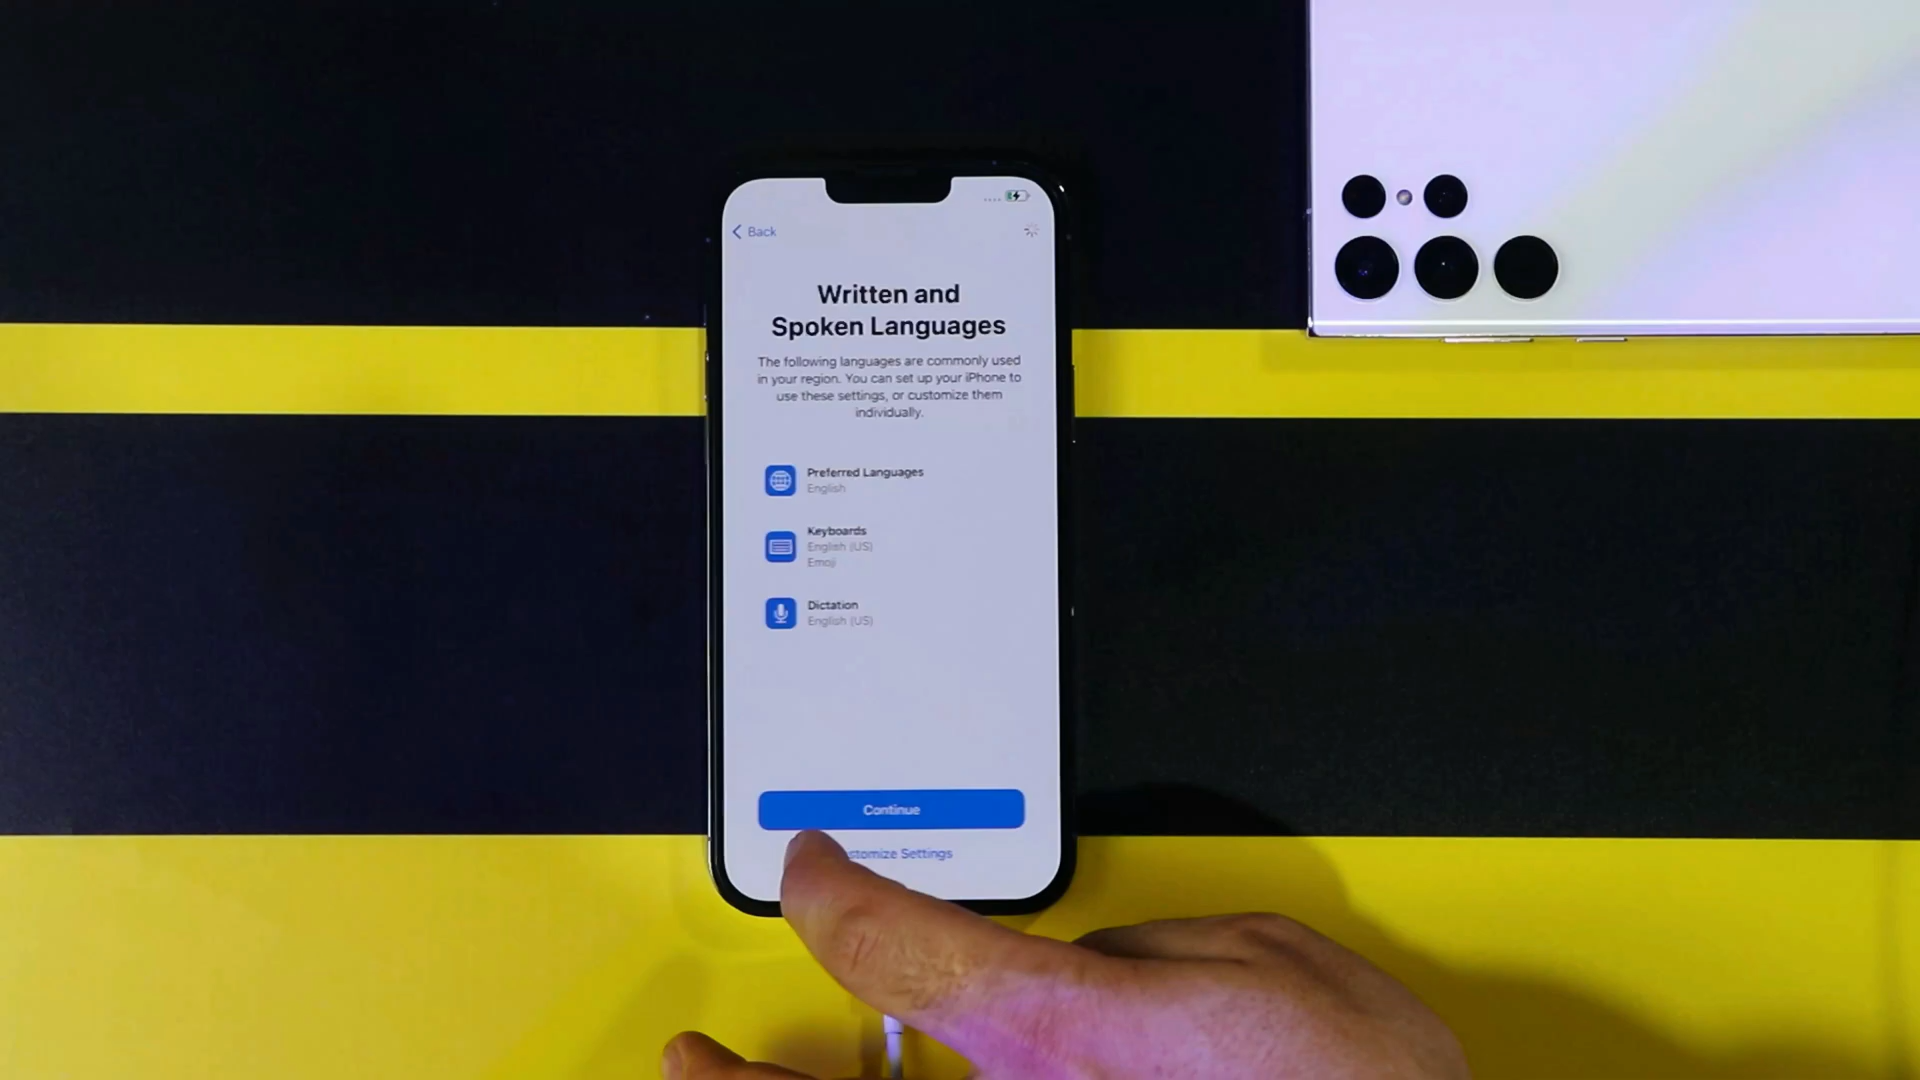 Back
Written and
Spoken Languages
The following languages are commonly used
in your region. You can set up your iPhone to
use these settings, or customize them
individually.
Preferred Languages
English
Keyboards
English (US)
Emoji
Dictation
English (US)
Continue
stomize Settings